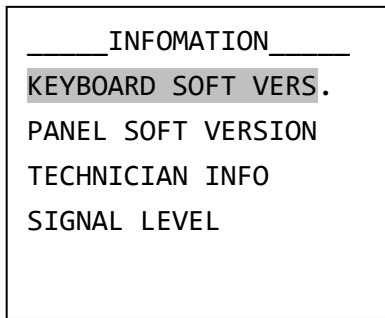 _____INFOMATION_____
KEYBOARD SOFT VERS.
PANEL SOFT VERSION
TECHNICIAN INFO
SIGNAL LEVEL